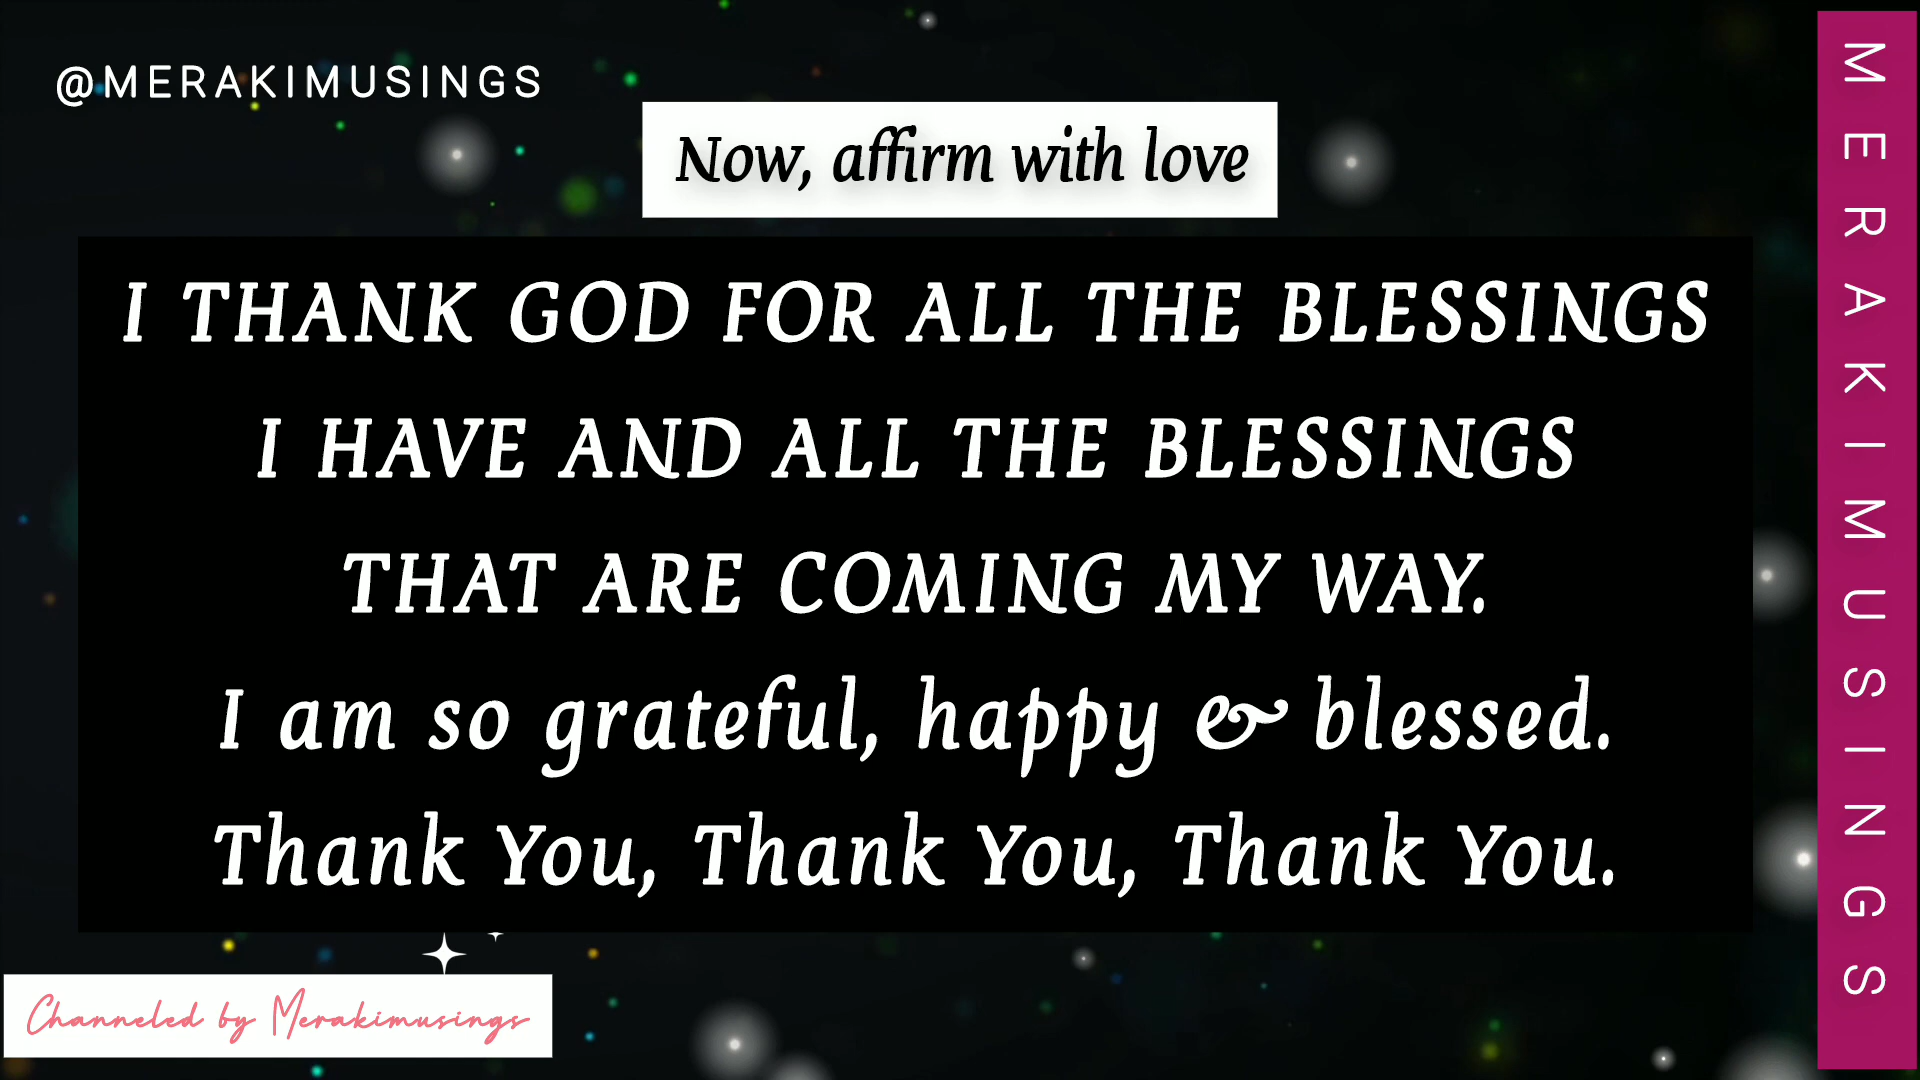 @MERAKIMUSINGS
Now, affirm with love
I THANK GOD FOR ALL THE BLESSINGS
I HAVE AND ALL THE BLESSINGS
THAT ARE COMING MY WAY.
I am so grateful, happy & blessed.
Thank You, Thank You, Thank You.
Channeled by Merakimusings
MERAKIMUSINGS